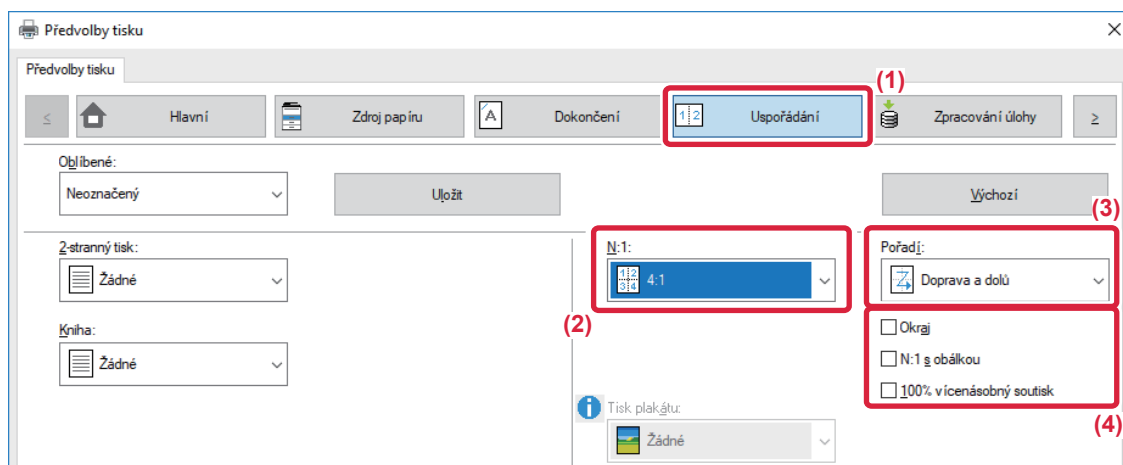 Předvolby tisku
Předvolby tisku
(1)
< Hlavní Zdroj papíru Dokončení Uspořádání Zpracování úlohy >
Oblíbené:
Neoznačený Uložit Výchozí
(3)
2-stranný tisk: N:1: Pořadí:
Žádné 4:1 Doprava a dolů
(2)
Kniha: Okraj
Žádné N:1 s obálkou
100% vícenásobný soutisk
Tisk plakátu: (4)
Žádné